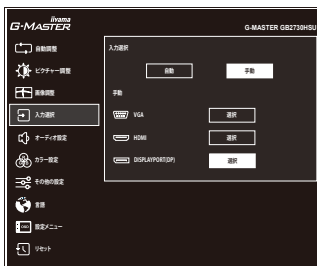 iiyama
G-MASTER
G-MASTER GB2730HSU
自動調整
ピクチャー調整
画像調整
入力選択
オーディオ設定
カラー設定
その他の設定
言語
OSD 設定メニュー
リセット
入力選択
自動
手動
手動
VGA
選択
HDMI
選択
DISPLAYPORT(DP)
選択